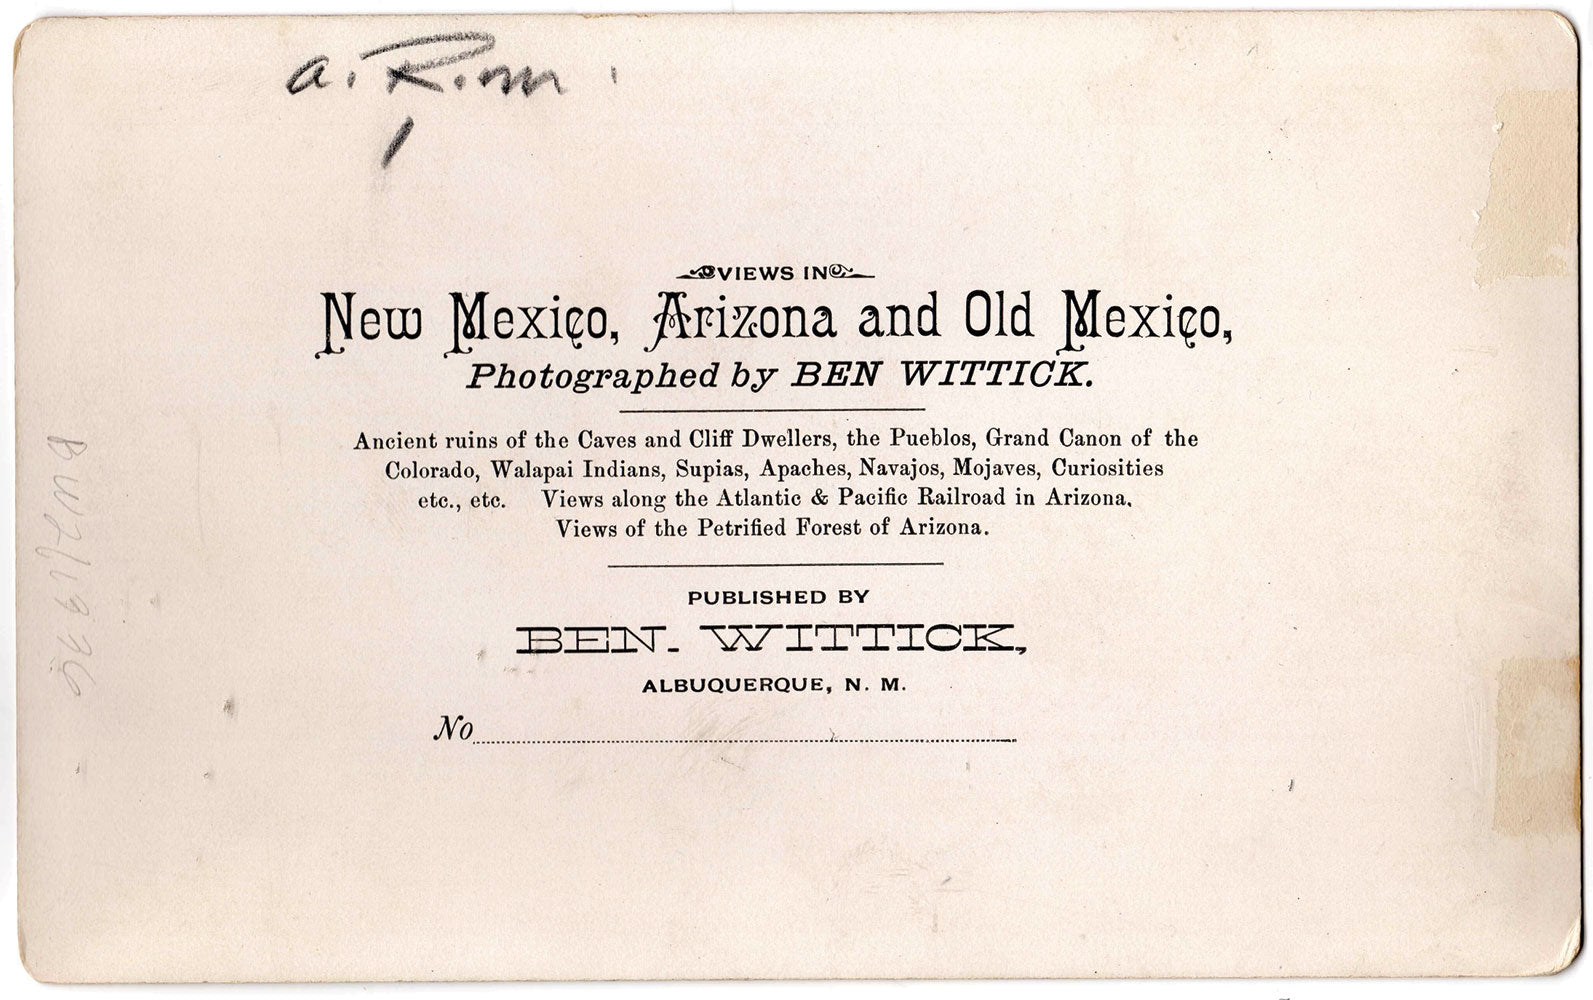 VIEWS IN
New Mexico, Arizona and Old Mexico,
Photographed by BEN WITTICK.
Ancient ruins of the Caves and Cliff Dwellers, the Pueblos, Grand Canon of the
Colorado, Walapai Indians, Supias, Apaches, Navajos, Mojaves, Curiosities
etc., etc. Views along the Atlantic & Pacific Railroad in Arizona.
Views of the Petrified Forest of Arizona.
PUBLISHED BY
BEN. WITTICK,
ALBUQUERQUE, N. M.
No